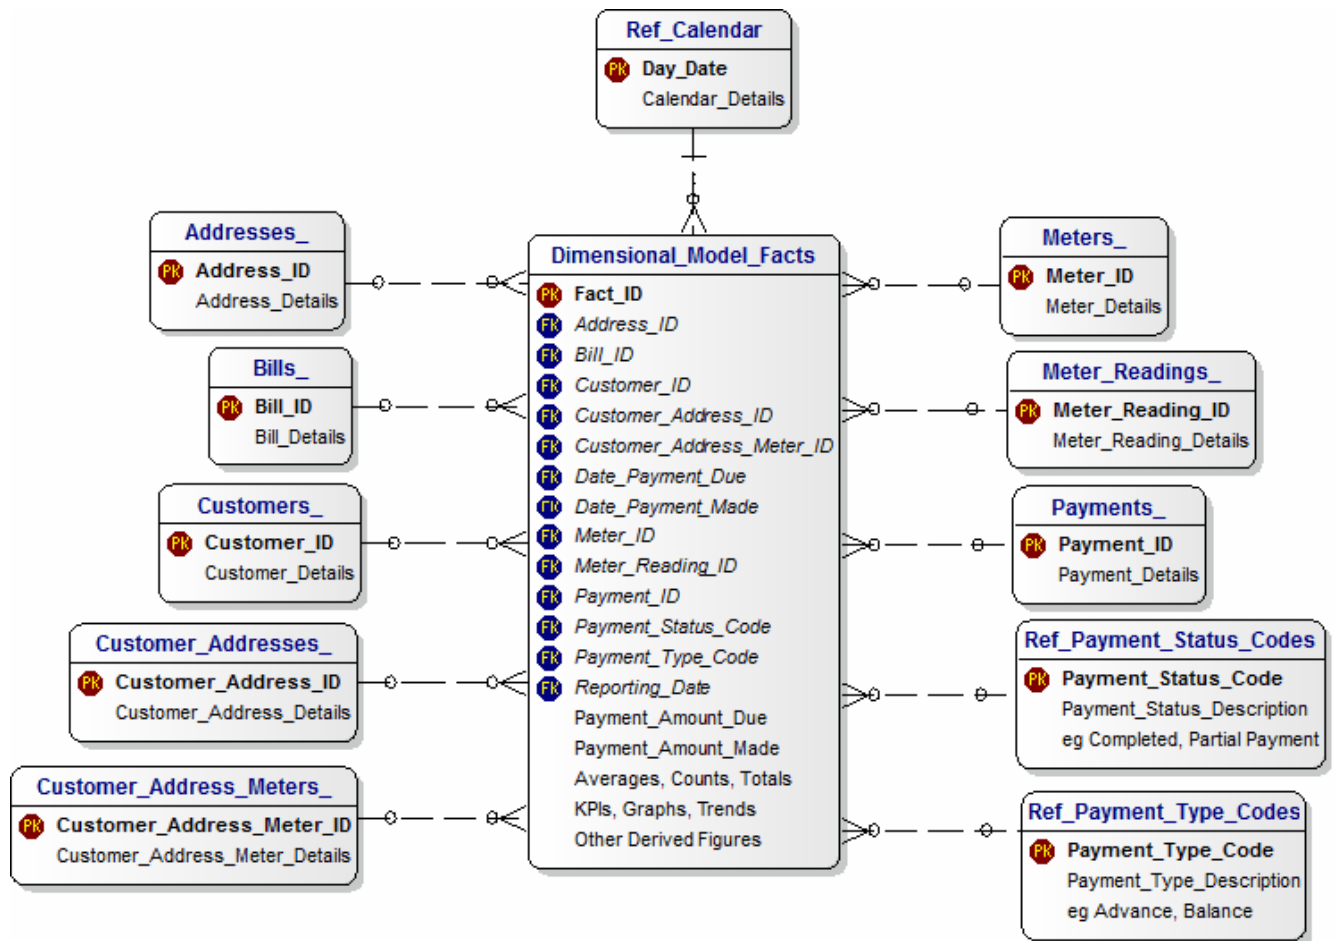 Ref_Calendar
PK Day_Date
Calendar_Details
Addresses_
PK Address_ID
Address_Details
Bills_
PK Bill_ID
Bill_Details
Customers_
PK Customer_ID
Customer_Details
Customer_Addresses_
PK Customer_Address_ID
Customer_Address_Details
Customer_Address_Meters_
PK Customer_Address_Meter_ID
Customer_Address_Meter_Details
Dimensional_Model_Facts
PK Fact_ID
FK Address_ID
FK Bill_ID
FK Customer_ID
FK Customer_Address_ID
FK Customer_Address_Meter_ID
FK Date_Payment_Due
FK Date_Payment_Made
FK Meter_ID
FK Meter_Reading_ID
FK Payment_ID
FK Payment_Status_Code
FK Payment_Type_Code
FK Reporting_Date
Payment_Amount_Due
Payment_Amount_Made
Averages, Counts, Totals
KPIs, Graphs, Trends
Other Derived Figures
Meters_
PK Meter_ID
Meter_Details
Meter_Readings_
PK Meter_Reading_ID
Meter_Reading_Details
Payments_
PK Payment_ID
Payment_Details
Ref_Payment_Status_Codes
PK Payment_Status_Code
Payment_Status_Description
eg Completed, Partial Payment
Ref_Payment_Type_Codes
PK Payment_Type_Code
Payment_Type_Description
eg Advance, Balance